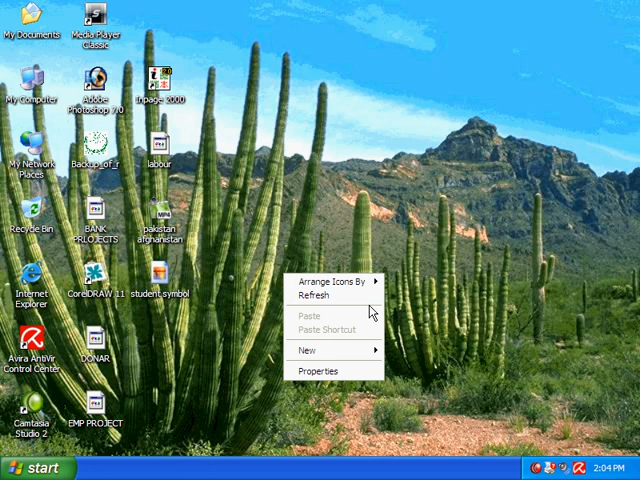 My Documents
Media Player
Classic
My Computer
Adobe
Photoshop 7.0
inpage 2000
My Network
Places
Backup_of_r
labour
Recycle Bin
BANK
PRLOJECTS
pakistan
afghanistan
MP4
Internet
Explorer
CorelDRAW 11
student symbol
Avira AntiVir
Control Center
DONAR
Camtasia
Studio 2
EMP PROJECT
Arrange Icons By
Refresh
Paste
Paste Shortcut
New
Properties
start
2:04 PM